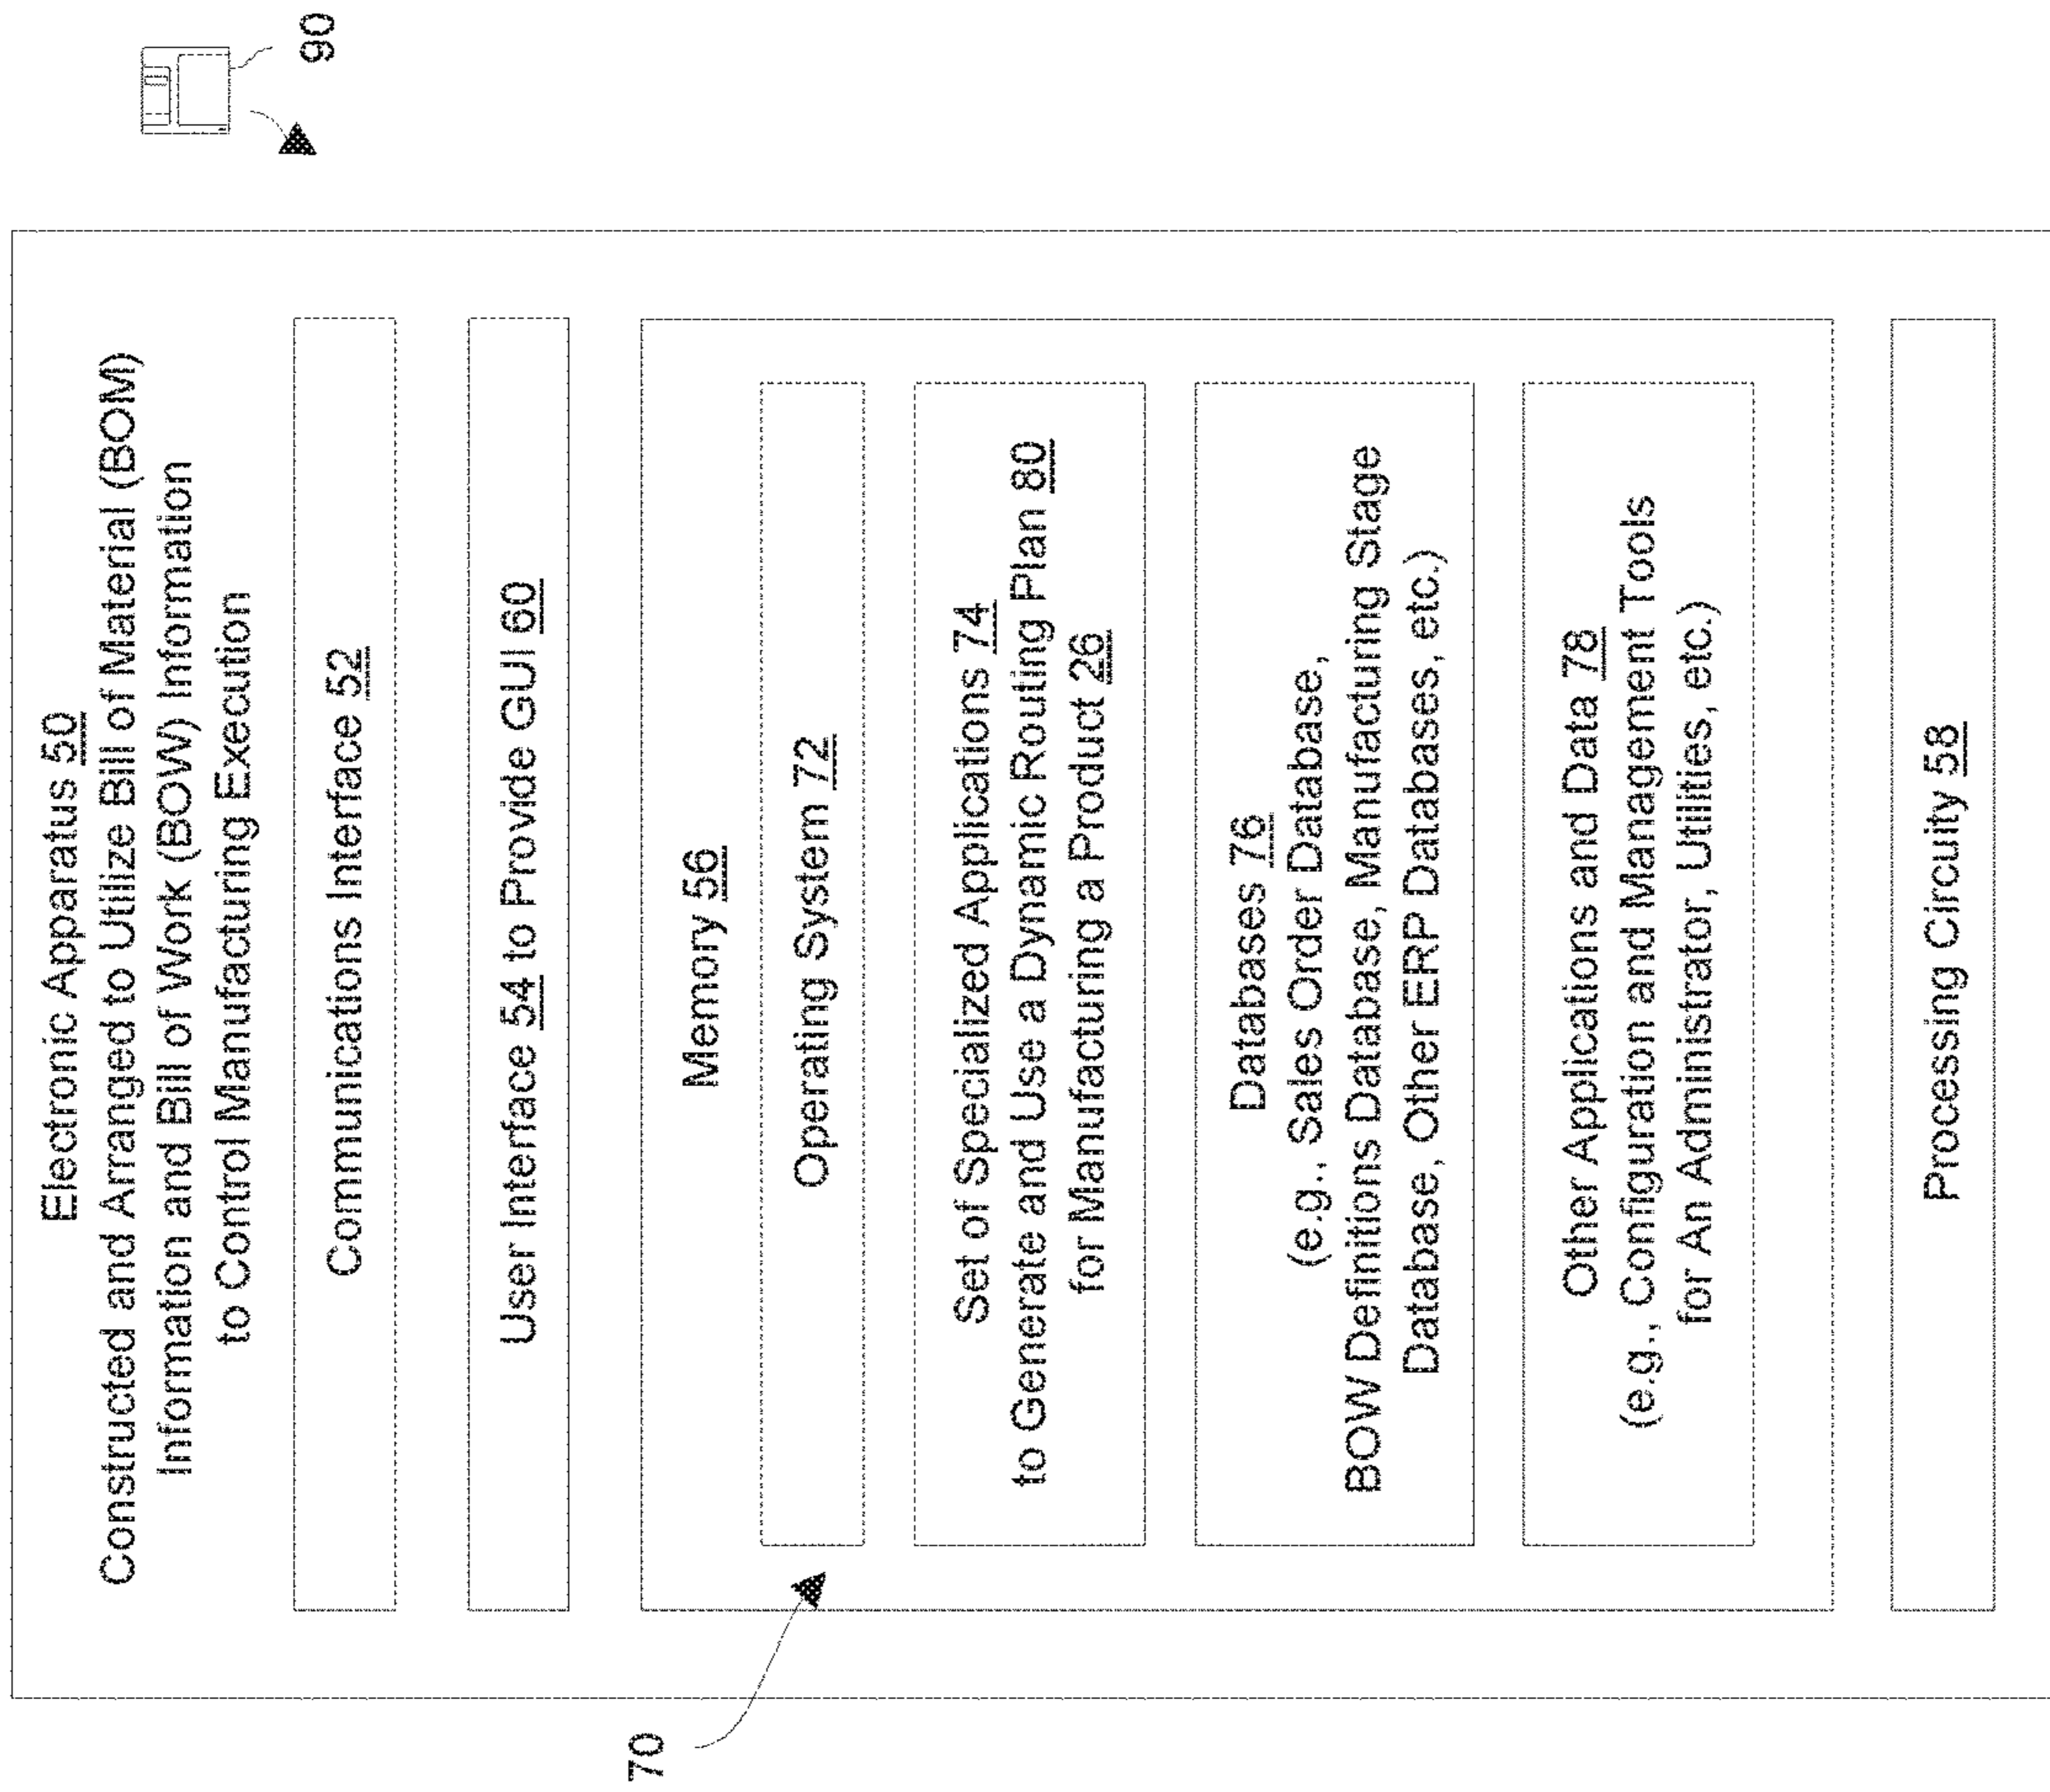 Electronic Apparatus 50
Constructed and Arranged to Utilize Bill of Material (BOM)
Information and Bill of Work (BOW) Information
to Control Manufacturing Execution
Communications Interface 52
User Interface 54 to Provide GUI 60
Memory 56
Operating System 72
Set of Specialized Applications 74
to Generate and Use a Dynamic Routing Plan 80
for Manufacturing a Product 26
Databases 76
(e.g., Sales Order Database,
BOW Definitions Database, Manufacturing Stage
Database, Other ERP Databases, etc.)
Other Applications and Data 78
(e.g., Configuration and Management Tools
for An Administrator, Utilities, etc.)
Processing Circuity 58
70
90